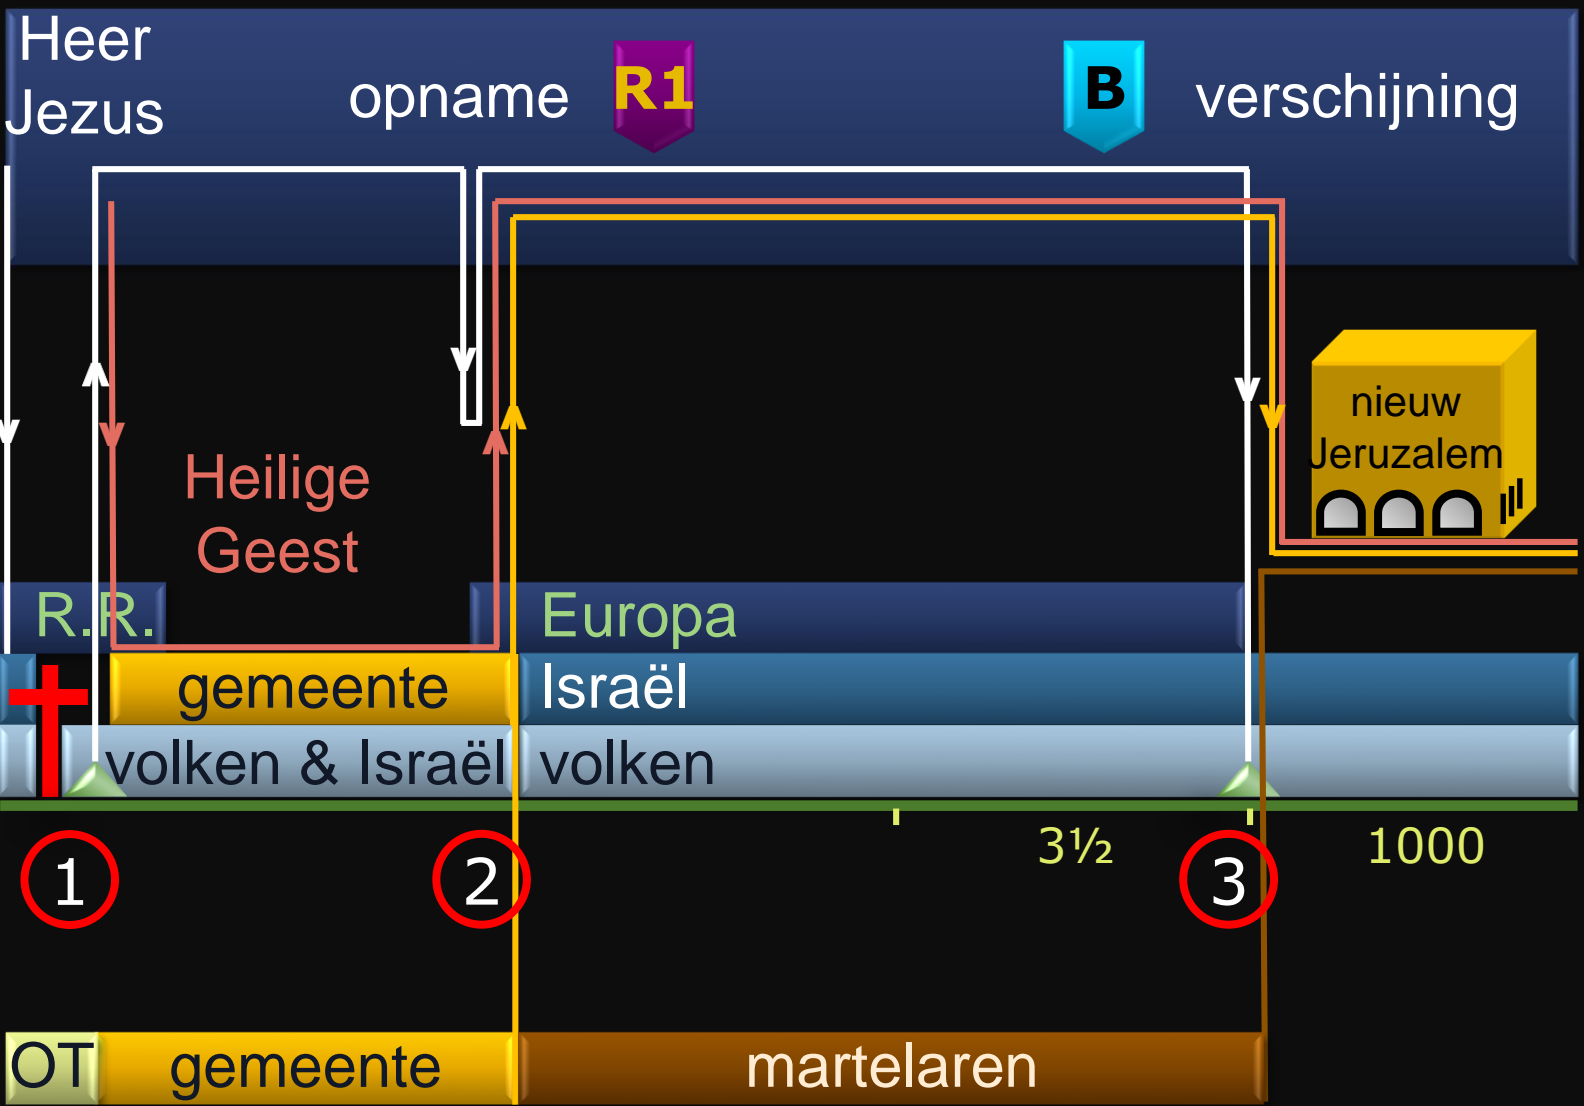 Heer
Jezus
opname
R1
B
verschijning
nieuw
Jeruzalem
Heilige
Geest
R.R.
Europa
gemeente
Israël
volken & Israël
volken
3½
1000
1
2
3
OT
gemeente
martelaren